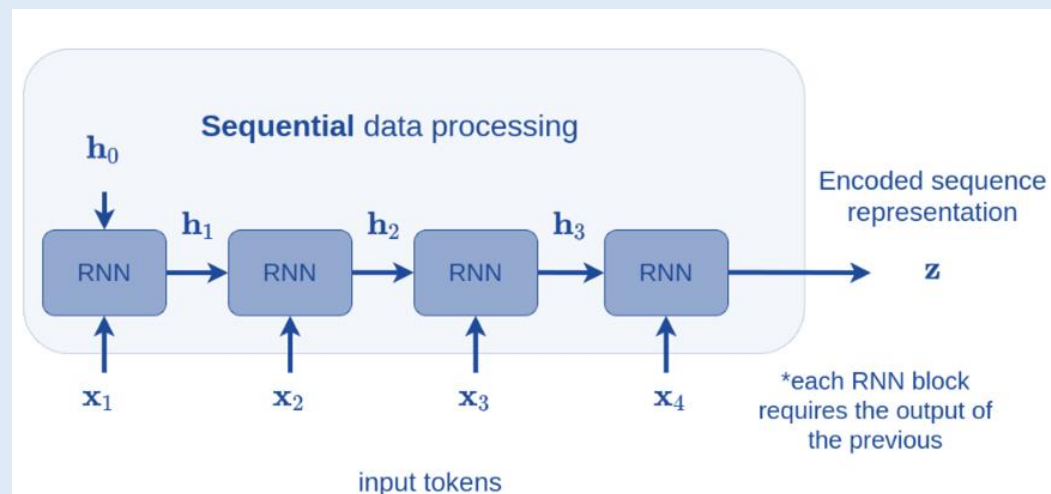 Sequential data processing
h₀
h₁ h₂ h₃
Encoded sequence
representation
RNN RNN RNN RNN
z
x₁ x₂ x₃ x₄
*each RNN block
requires the output of
the previous
input tokens